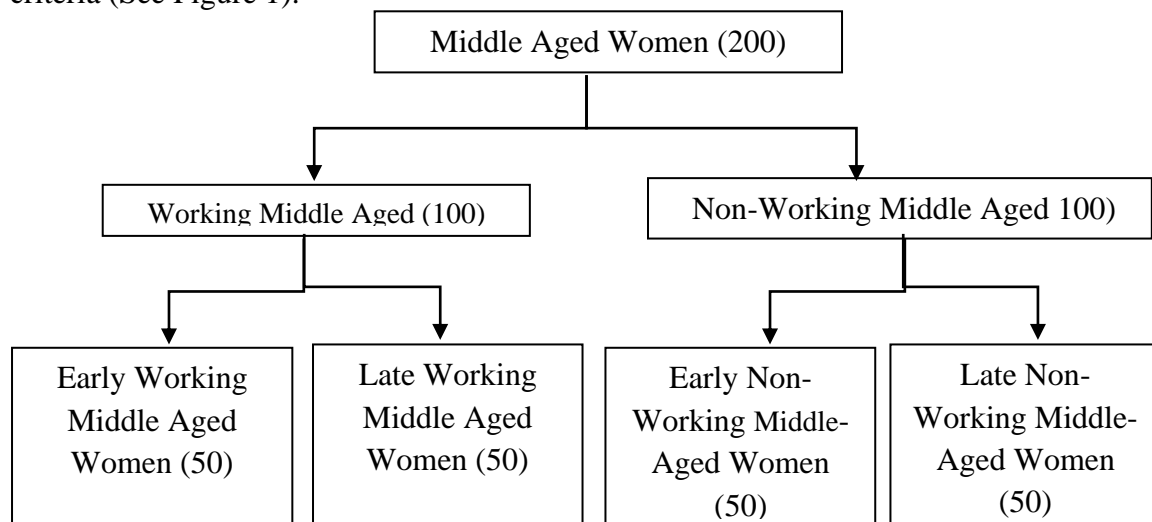 criteria (See Figure 1).
Middle Aged Women (200)
Working Middle Aged (100)
Non-Working Middle Aged 100)
Early Working
Middle Aged
Women (50)
Late Working
Middle Aged
Women (50)
Early Non-
Working Middle-
Aged Women
(50)
Late Non-
Working Middle-
Aged Women
(50)